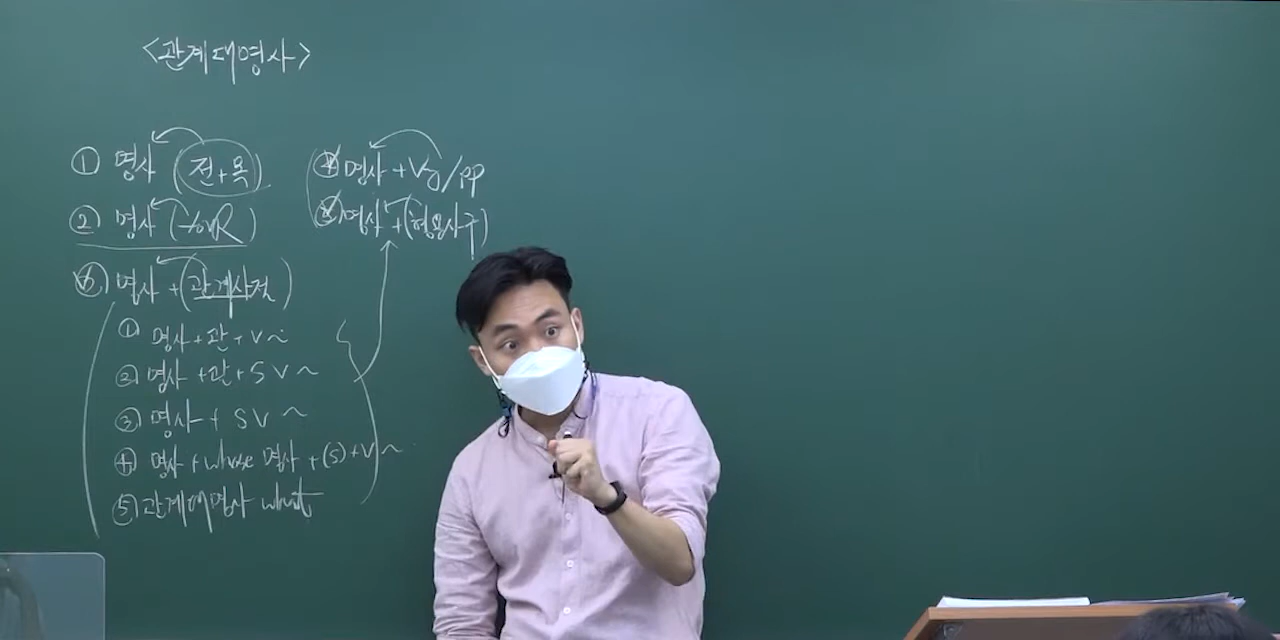 <관계대명사>
① 명사 (전+목)
② 명사 (to VR)
③ 명사 + (관계사절)
① 명사 + 관 + V ~
② 명사 + 관 + S V ~
③ 명사 + S V ~
④ 명사 + whose 명사 + (S) + V ~
⑤ 관계대명사 what
④ 명사 + Ving/pp
⑤ 명사 + (형용사구)